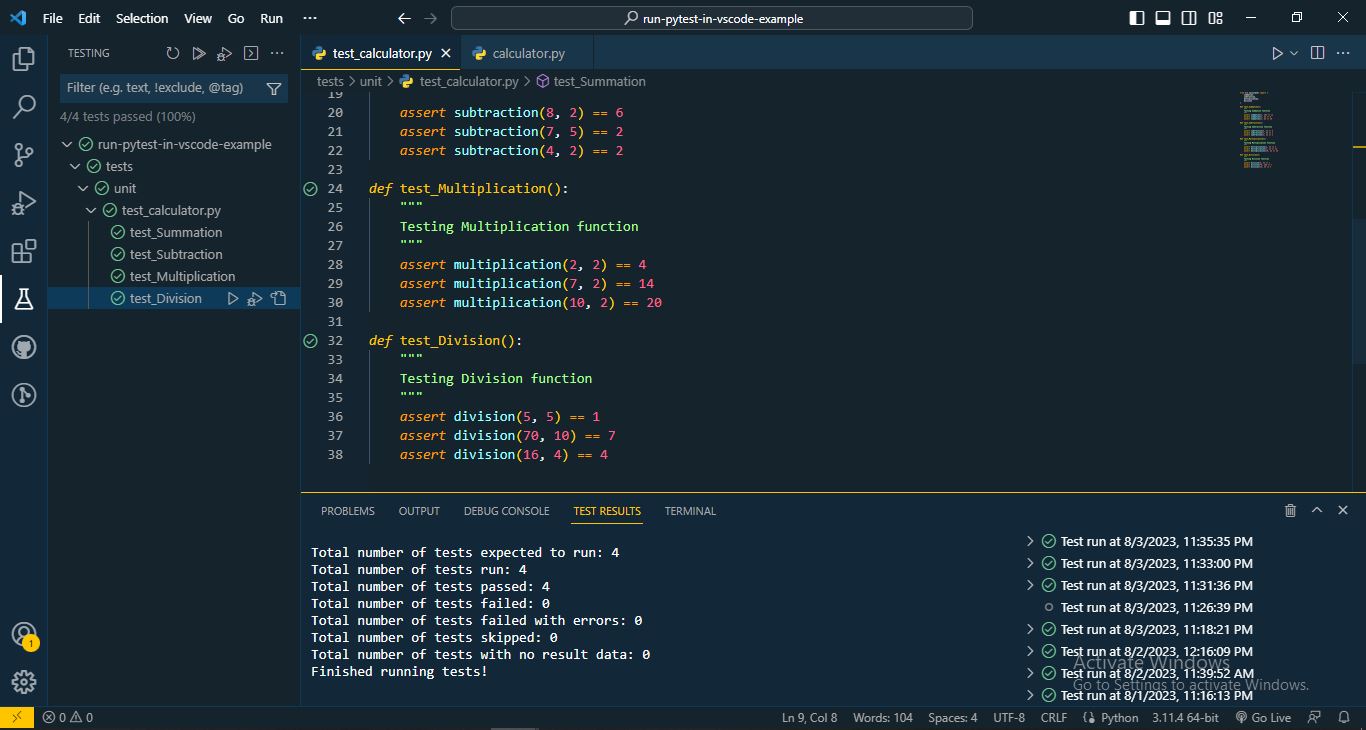 File Edit Selection View Go Run ···
run-pytest-in-vscode-example
TESTING
test_calculator.py
calculator.py
Filter (e.g. text, !exclude, @tag)
4/4 tests passed (100%)
run-pytest-in-vscode-example
tests
unit
test_calculator.py
test_Summation
test_Subtraction
test_Multiplication
test_Division
tests > unit > test_calculator.py > test_Summation
19
20 assert subtraction(8, 2) == 6
21 assert subtraction(7, 5) == 2
22 assert subtraction(4, 2) == 2
23
24 def test_Multiplication():
25 """
26 Testing Multiplication function
27 """
28 assert multiplication(2, 2) == 4
29 assert multiplication(7, 2) == 14
30 assert multiplication(10, 2) == 20
31
32 def test_Division():
33 """
34 Testing Division function
35 """
36 assert division(5, 5) == 1
37 assert division(70, 10) == 7
38 assert division(16, 4) == 4
PROBLEMS OUTPUT DEBUG CONSOLE TEST RESULTS TERMINAL
Total number of tests expected to run: 4
Total number of tests run: 4
Total number of tests passed: 4
Total number of tests failed: 0
Total number of tests failed with errors: 0
Total number of tests skipped: 0
Total number of tests with no result data: 0
Finished running tests!
Test run at 8/3/2023, 11:35:35 PM
Test run at 8/3/2023, 11:33:00 PM
Test run at 8/3/2023, 11:31:36 PM
Test run at 8/3/2023, 11:26:39 PM
Test run at 8/3/2023, 11:18:21 PM
Test run at 8/2/2023, 12:16:09 PM
Test run at 8/2/2023, 11:39:52 AM
Test run at 8/1/2023, 11:16:13 PM
Activate Windows
Go to Settings to activate Windows.
1
0 0
Ln 9, Col 8 Words: 104 Spaces: 4 UTF-8 CRLF Python 3.11.4 64-bit Go Live